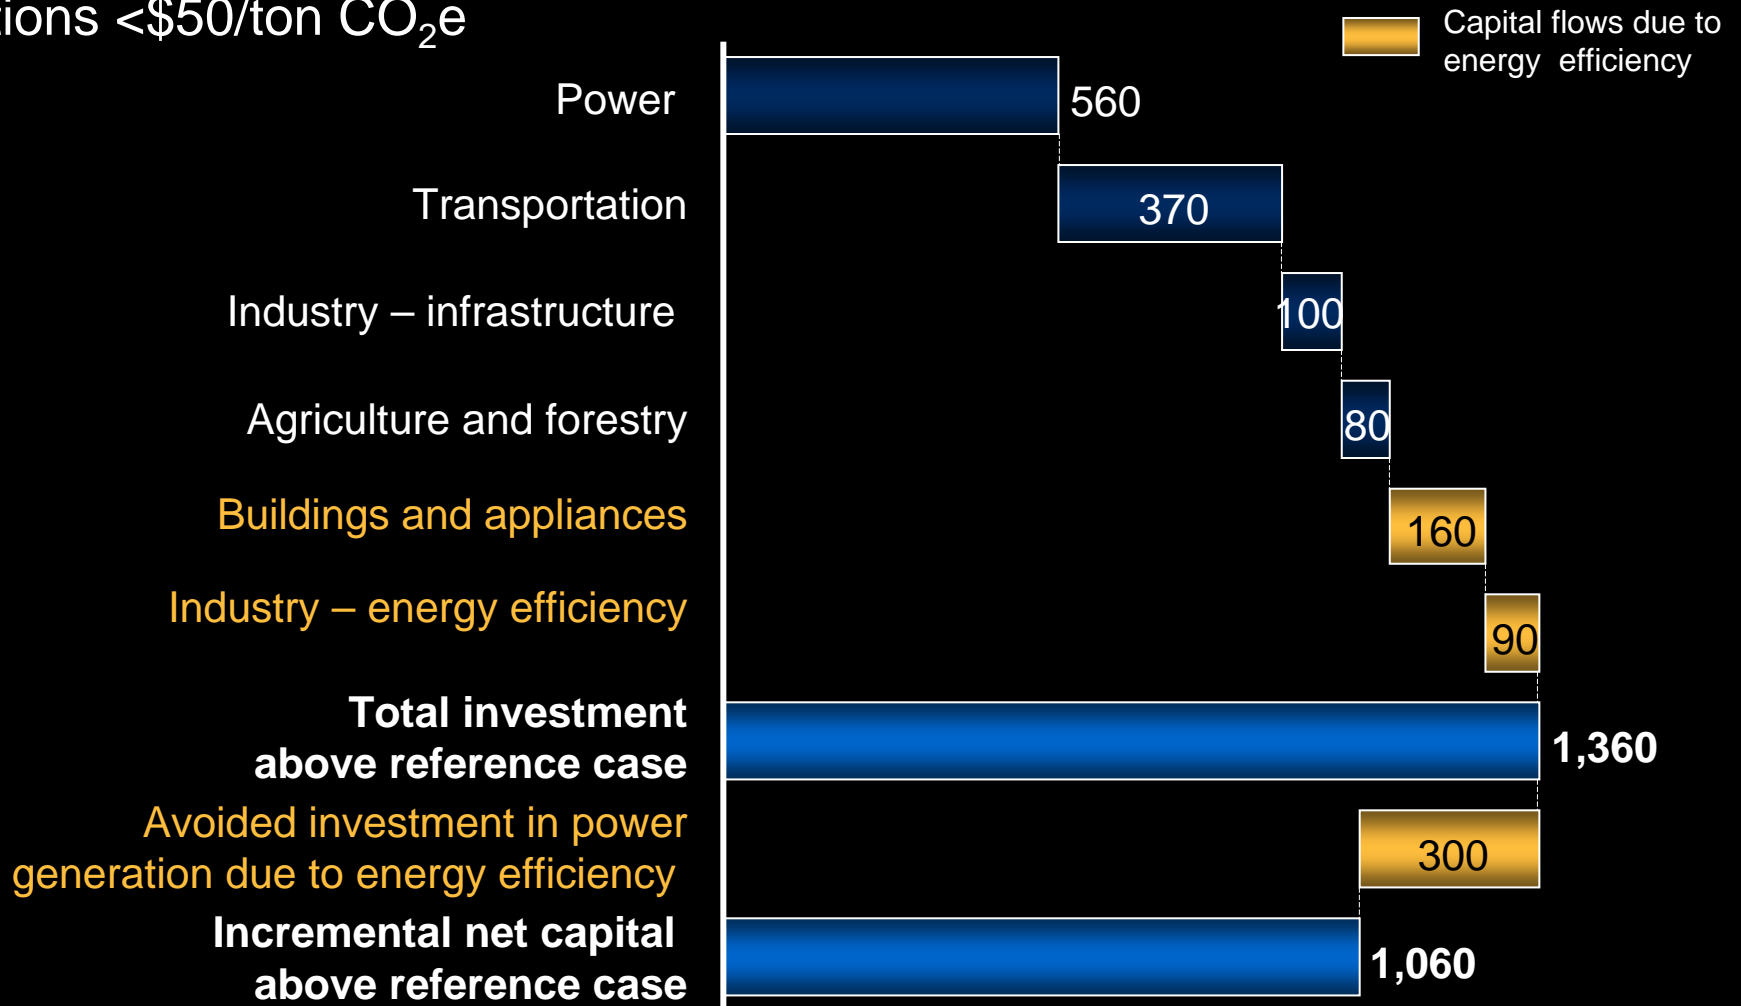 <$50/ton CO₂e
Capital flows due to
energy efficiency
Power
560
Transportation
370
Industry – infrastructure
100
Agriculture and forestry
80
Buildings and appliances
160
Industry – energy efficiency
90
Total investment
above reference case
1,360
Avoided investment in power
generation due to energy efficiency
300
Incremental net capital
above reference case
1,060